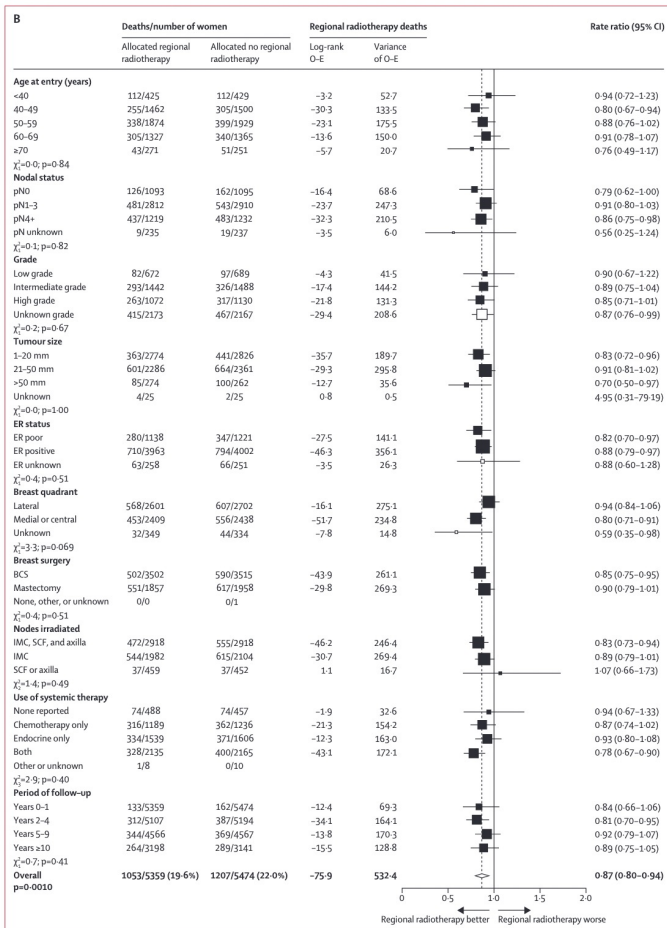 B
Deaths/number of women Regional radiotherapy deaths Rate ratio (95% CI)
Allocated regional radiotherapy Allocated no regional radiotherapy Log-rank O–E Variance of O–E
Age at entry (years)
<40 112/425 112/429 –3·2 52·7 0·94 (0·72–1·23)
40–49 255/1462 305/1500 –30·3 133·5 0·80 (0·67–0·94)
50–59 338/1874 399/1929 –23·1 175·5 0·88 (0·76–1·02)
60–69 305/1327 340/1365 –13·6 150·0 0·91 (0·78–1·07)
≥70 43/271 51/251 –5·7 20·7 0·76 (0·49–1·17)
χ²₁=0·0; p=0·84
Nodal status
pN0 126/1093 162/1095 –16·4 68·6 0·79 (0·62–1·00)
pN1–3 481/2812 543/2910 –23·7 247·3 0·91 (0·80–1·03)
pN4+ 437/1219 483/1232 –32·3 210·5 0·86 (0·75–0·98)
pN unknown 9/235 19/237 –3·5 6·0 0·56 (0·25–1·24)
χ²₁=0·1; p=0·82
Grade
Low grade 82/672 97/689 –4·3 41·5 0·90 (0·67–1·22)
Intermediate grade 293/1442 326/1488 –17·4 144·2 0·89 (0·75–1·04)
High grade 263/1072 317/1130 –21·8 131·3 0·85 (0·71–1·01)
Unknown grade 415/2173 467/2167 –29·4 208·6 0·87 (0·76–0·99)
χ²₁=0·2; p=0·67
Tumour size
1–20 mm 363/2774 441/2826 –35·7 189·7 0·83 (0·72–0·96)
21–50 mm 601/2286 664/2361 –29·3 295·8 0·91 (0·81–1·02)
>50 mm 85/274 100/262 –12·7 35·6 0·70 (0·50–0·97)
Unknown 4/25 2/25 0·8 0·5 4·95 (0·31–79·19)
χ²₁=0·0; p=1·00
ER status
ER poor 280/1138 347/1221 –27·5 141·1 0·82 (0·70–0·97)
ER positive 710/3963 794/4002 –46·3 356·1 0·88 (0·79–0·97)
ER unknown 63/258 66/251 –3·5 26·3 0·88 (0·60–1·28)
χ²₁=0·4; p=0·51
Breast quadrant
Lateral 568/2601 607/2702 –16·1 275·1 0·94 (0·84–1·06)
Medial or central 453/2409 556/2438 –51·7 234·8 0·80 (0·71–0·91)
Unknown 32/349 44/334 –7·8 14·8 0·59 (0·35–0·98)
χ²₁=3·3; p=0·069
Breast surgery
BCS 502/3502 590/3515 –43·9 261·1 0·85 (0·75–0·95)
Mastectomy 551/1857 617/1958 –29·8 269·3 0·90 (0·79–1·01)
None, other, or unknown 0/0 0/1
χ²₁=0·4; p=0·51
Nodes irradiated
IMC, SCF, and axilla 472/2918 555/2918 –46·2 246·4 0·83 (0·73–0·94)
IMC 544/1982 615/2104 –30·7 269·4 0·89 (0·79–1·01)
SCF or axilla 37/459 37/452 1·1 16·7 1·07 (0·66–1·73)
χ²₂=1·4; p=0·49
Use of systemic therapy
None reported 74/488 74/457 –1·9 32·6 0·94 (0·67–1·33)
Chemotherapy only 316/1189 362/1236 –21·3 154·2 0·87 (0·74–1·02)
Endocrine only 334/1539 371/1606 –12·3 163·0 0·93 (0·80–1·08)
Both 328/2135 400/2165 –43·1 172·1 0·78 (0·67–0·90)
Other or unknown 1/8 0/10
χ²₃=2·9; p=0·40
Period of follow-up
Years 0–1 133/5359 162/5474 –12·4 69·3 0·84 (0·66–1·06)
Years 2–4 312/5107 387/5194 –34·1 164·1 0·81 (0·70–0·95)
Years 5–9 344/4566 369/4567 –13·8 170·3 0·92 (0·79–1·07)
Years ≥10 264/3198 289/3141 –15·5 128·8 0·89 (0·75–1·05)
χ²₁=0·7; p=0·41
Overall 1053/5359 (19·6%) 1207/5474 (22·0%) –75·9 532·4 0·87 (0·80–0·94)
p=0·0010
0 0·5 1·0 1·5 2·0
Regional radiotherapy better Regional radiotherapy worse